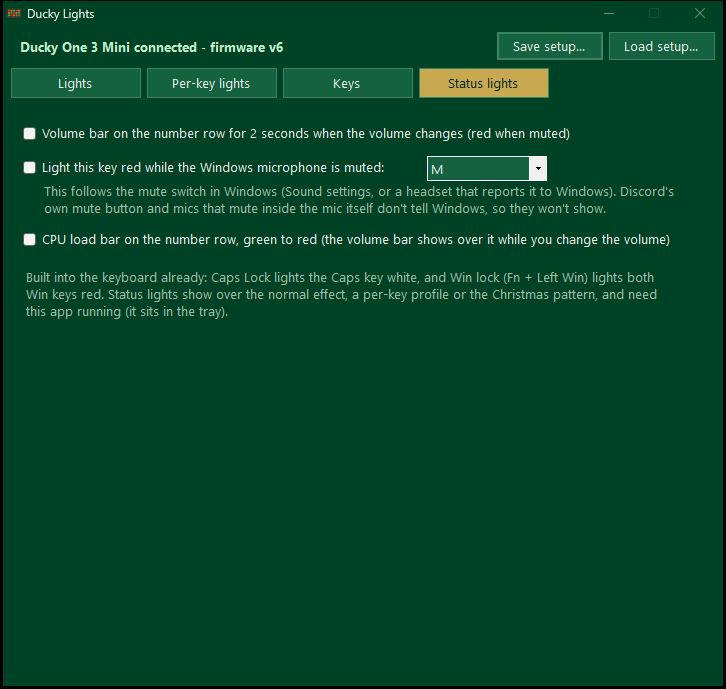 Ducky Lights
Ducky One 3 Mini connected - firmware v6
Save setup...
Load setup...
Lights
Per-key lights
Keys
Status lights
Volume bar on the number row for 2 seconds when the volume changes (red when muted)
Light this key red while the Windows microphone is muted:
M
This follows the mute switch in Windows (Sound settings, or a headset that reports it to Windows). Discord's
own mute button and mics that mute inside the mic itself don't tell Windows, so they won't show.
CPU load bar on the number row, green to red (the volume bar shows over it while you change the volume)
Built into the keyboard already: Caps Lock lights the Caps key white, and Win lock (Fn + Left Win) lights both
Win keys red. Status lights show over the normal effect, a per-key profile or the Christmas pattern, and need
this app running (it sits in the tray).